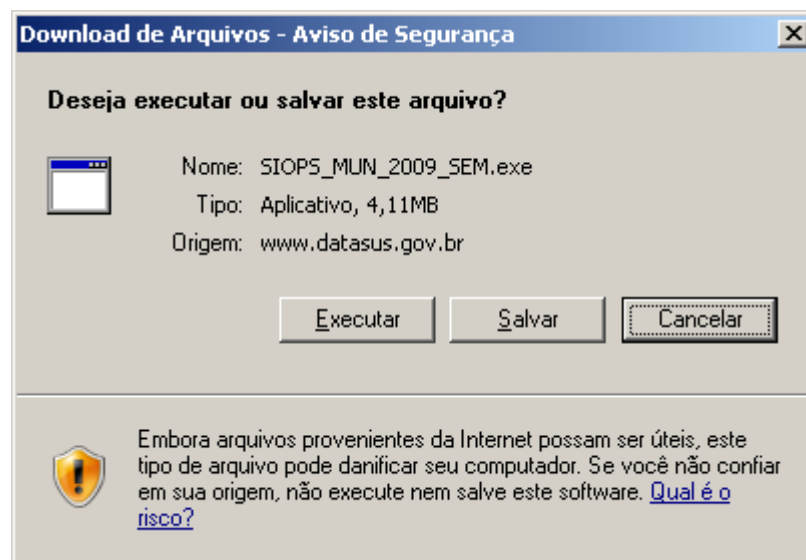 Download de Arquivos - Aviso de Segurança
Deseja executar ou salvar este arquivo?
Nome: SIOPS_MUN_2009_SEM.exe
Tipo: Aplicativo, 4,11MB
Origem: www.datasus.gov.br
Executar Salvar Cancelar
Embora arquivos provenientes da Internet possam ser úteis, este
tipo de arquivo pode danificar seu computador. Se você não confiar
em sua origem, não execute nem salve este software. Qual é o
risco?